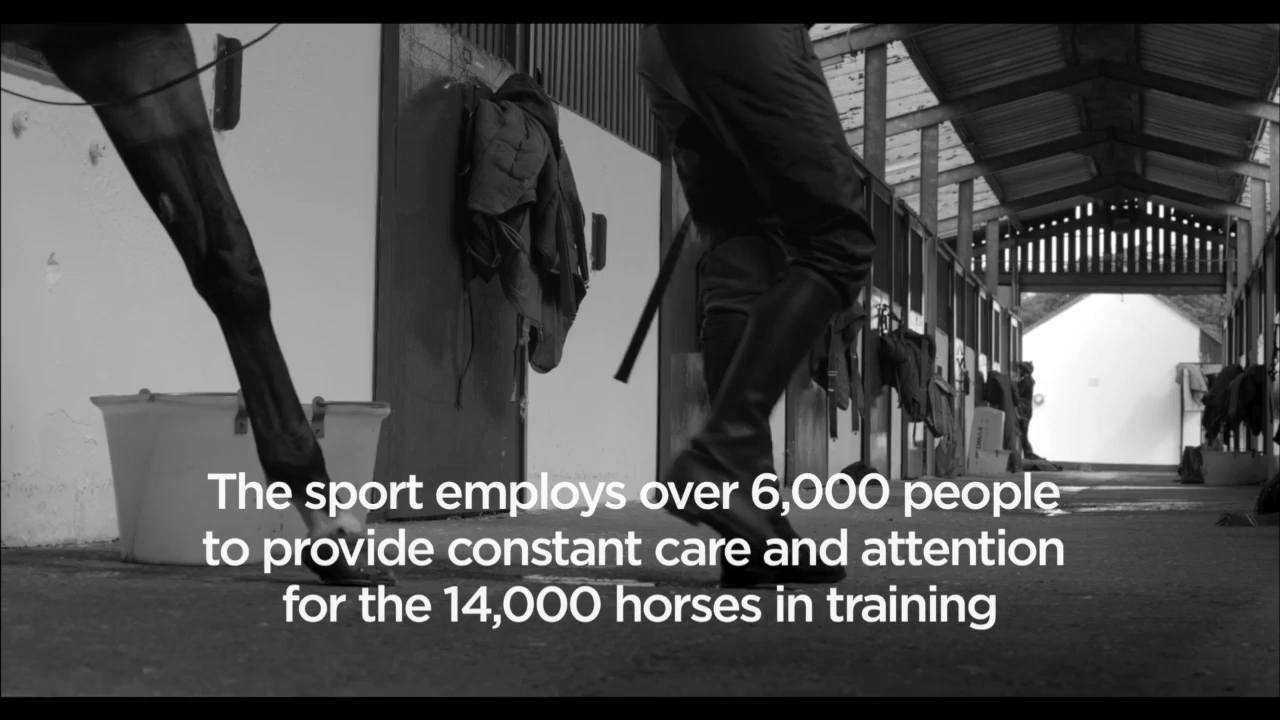 The sport employs over 6,000 people
to provide constant care and attention
for the 14,000 horses in training